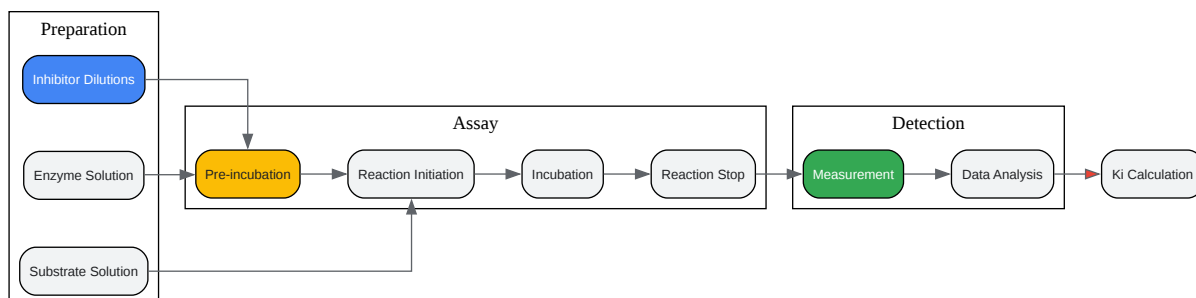 Preparation
Inhibitor Dilutions
Enzyme Solution
Substrate Solution
Assay
Pre-incubation
Reaction Initiation
Incubation
Reaction Stop
Detection
Measurement
Data Analysis
Ki Calculation